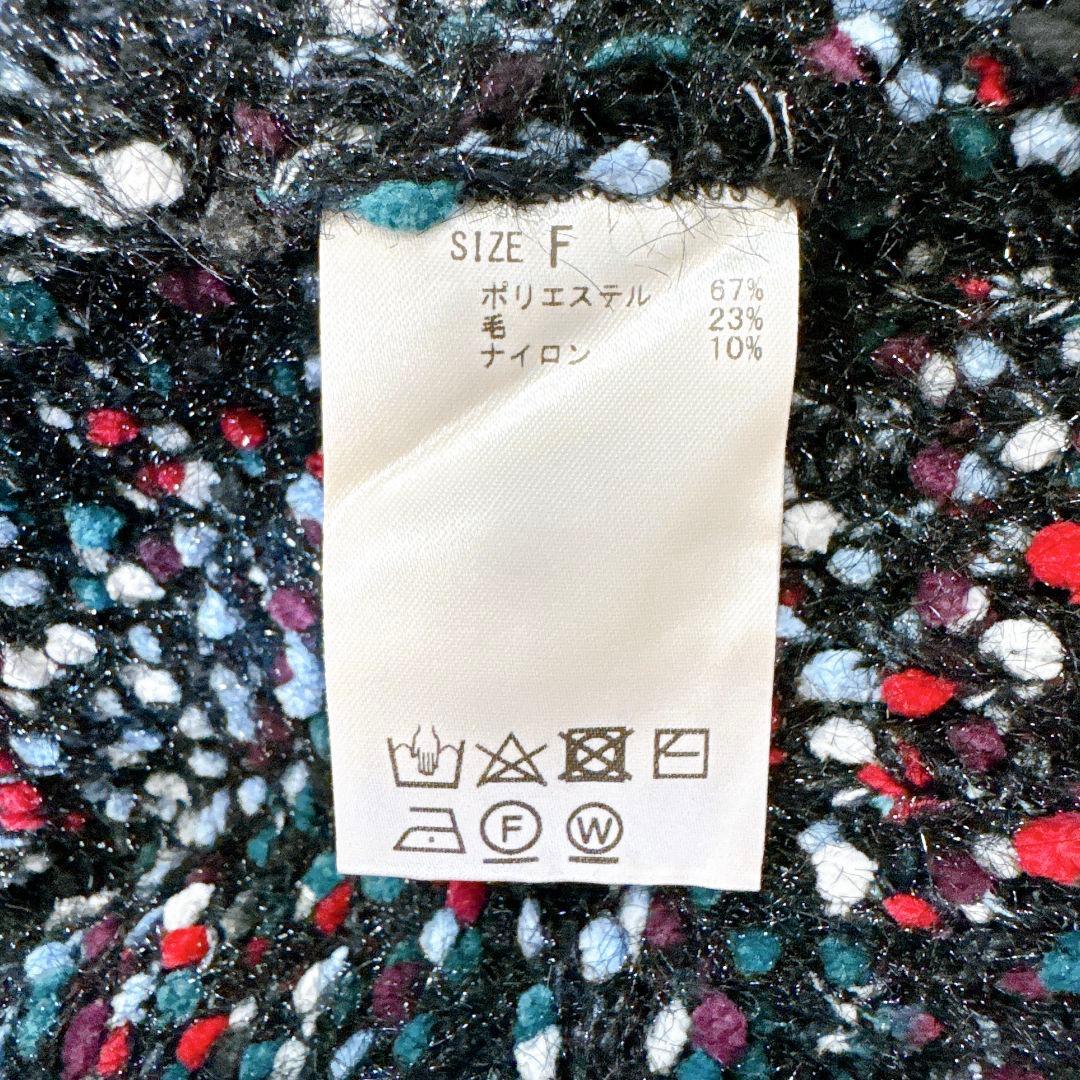 SIZE F
ポリエステル 67%
毛 23%
ナイロン 10%
F W